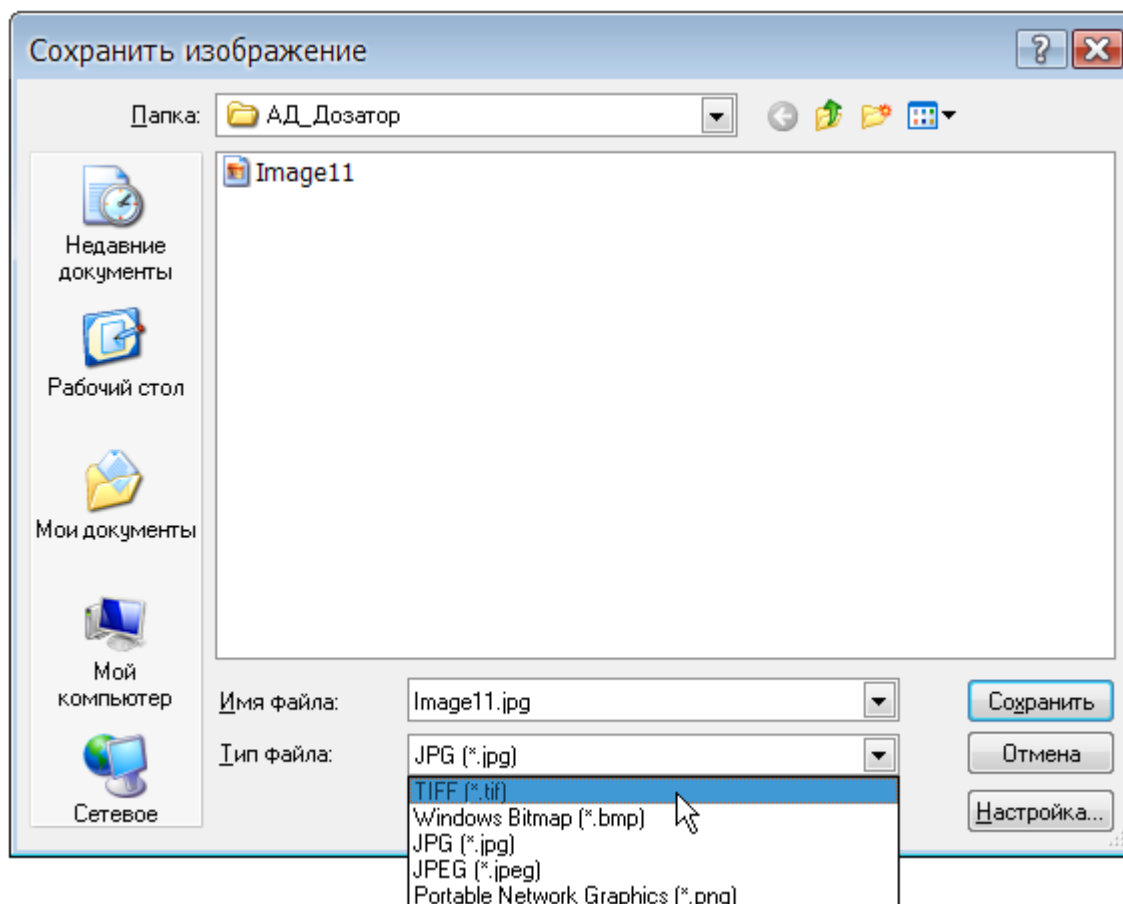 Сохранить изображение
Папка: АД_Дозатор
Image11
Недавние
документы
Рабочий стол
Мои документы
Мой
компьютер
Сетевое
Имя файла: Image11.jpg Сохранить
Тип файла: JPG (*.jpg) Отмена
TIFF (*.tif)
Windows Bitmap (*.bmp)
Настройка...
JPG (*.jpg)
JPEG (*.jpeg)
Portable Network Graphics (*.png)